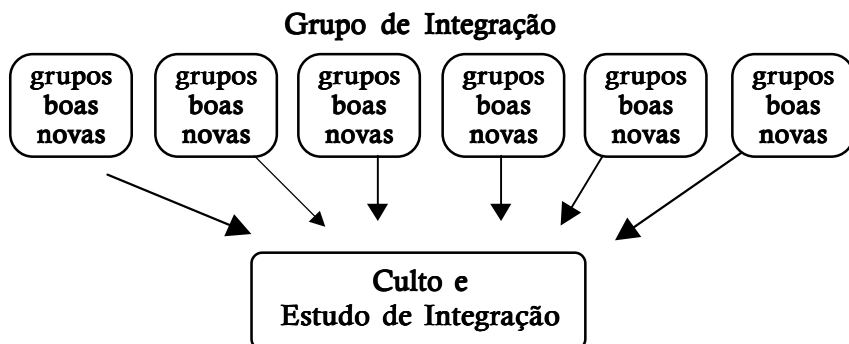 Grupo de Integração
grupos
boas
novas
grupos
boas
novas
grupos
boas
novas
grupos
boas
novas
grupos
boas
novas
grupos
boas
novas
Culto e
Estudo de Integração